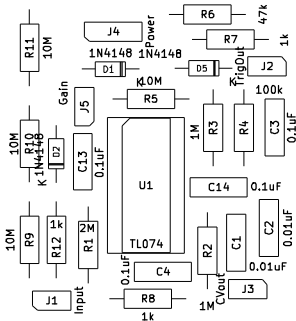 R6
47k
J4
Power
R7
1k
R11
10M
1N4148
1N4148
TrigOut
J2
D1
D5
K
K
10M
100k
Gain
J5
R5
R10
10M
1N4148
D2
K
C13
0.1uF
1M
R3
R4
C3
0.1uF
U1
C14
0.1uF
10M
R9
1k
R12
2M
R1
TL074
R2
C1
C2
0.01uF
0.1uF
C4
0.01uF
J1
Input
R8
1k
1M
CVout
J3